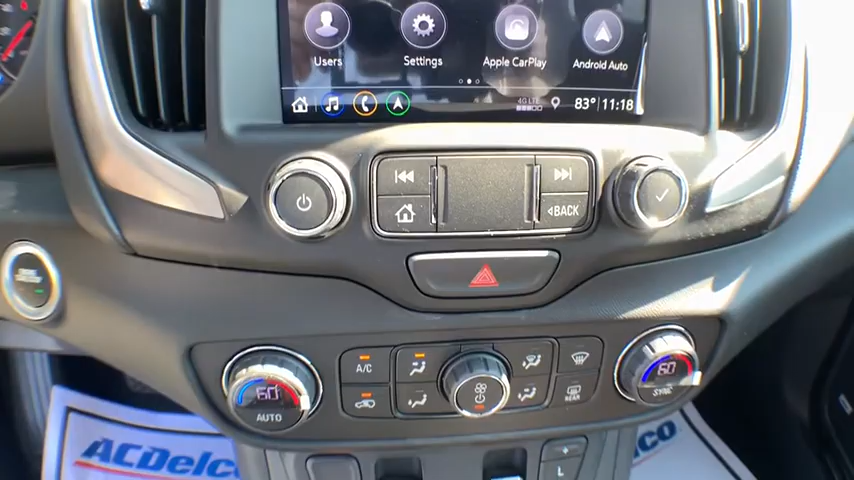 Users
Settings
Apple CarPlay
Android Auto
4G LTE
83° 11:18
BACK
60°
AUTO
A/C
REAR
60°
SYNC
ACDelco
L